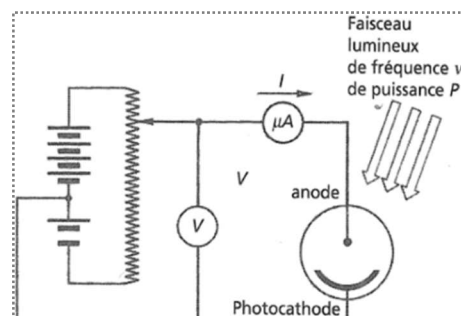 Faisceau
lumineux
de fréquence ν
de puissance P
I
μA
V
anode
V
Photocathode